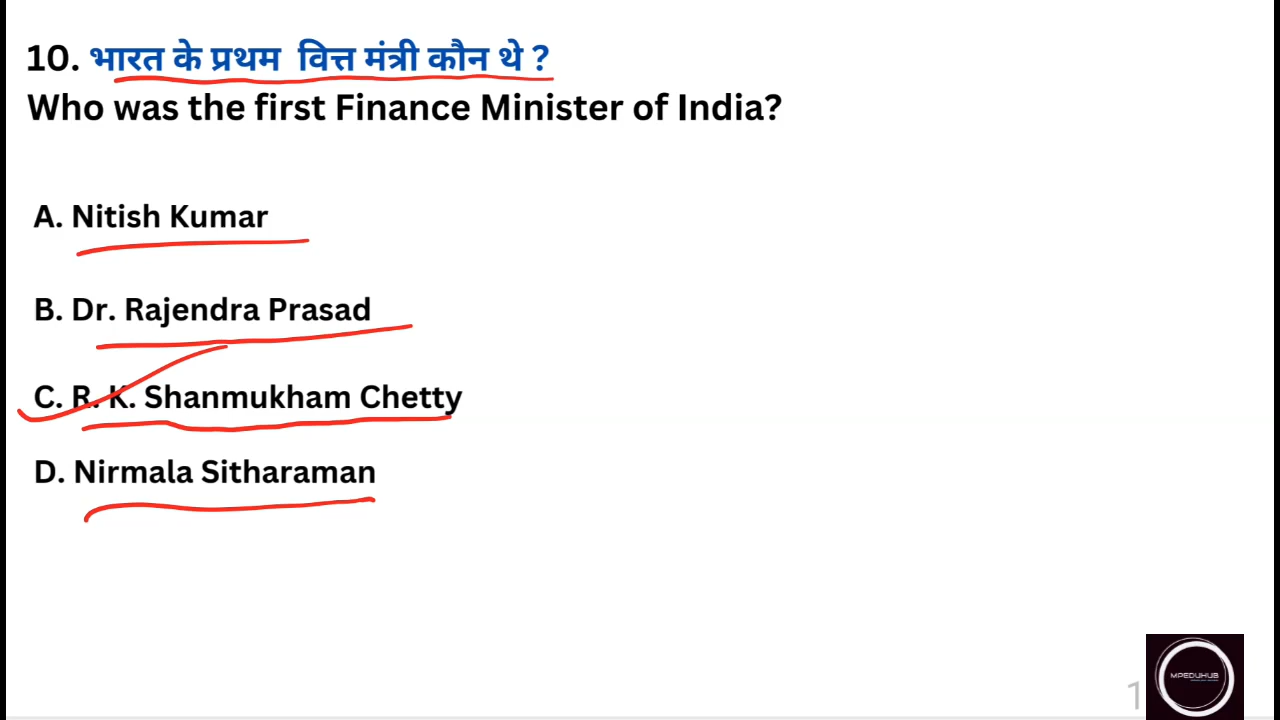 10. भारत के प्रथम वित्त मंत्री कौन थे ?
Who was the first Finance Minister of India?
A. Nitish Kumar
B. Dr. Rajendra Prasad
C. R. K. Shanmukham Chetty
D. Nirmala Sitharaman
1
MPEDUHUB